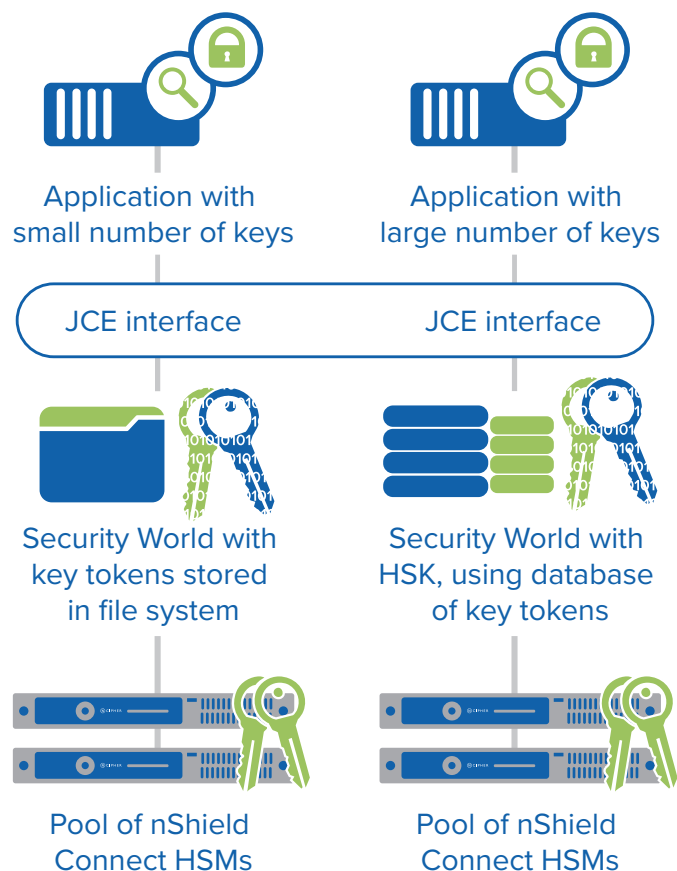 Application with
small number of keys
Application with
large number of keys
JCE interface
JCE interface
Security World with
key tokens stored
in file system
Security World with
HSK, using database
of key tokens
Pool of nShield
Connect HSMs
Pool of nShield
Connect HSMs